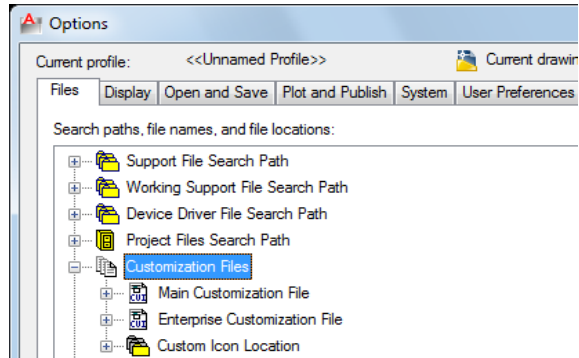 Options
Current profile: <<Unnamed Profile>> Current drawin
Files Display Open and Save Plot and Publish System User Preferences
Search paths, file names, and file locations:
Support File Search Path
Working Support File Search Path
Device Driver File Search Path
Project Files Search Path
Customization Files
CUI Main Customization File
CUI Enterprise Customization File
Custom Icon Location